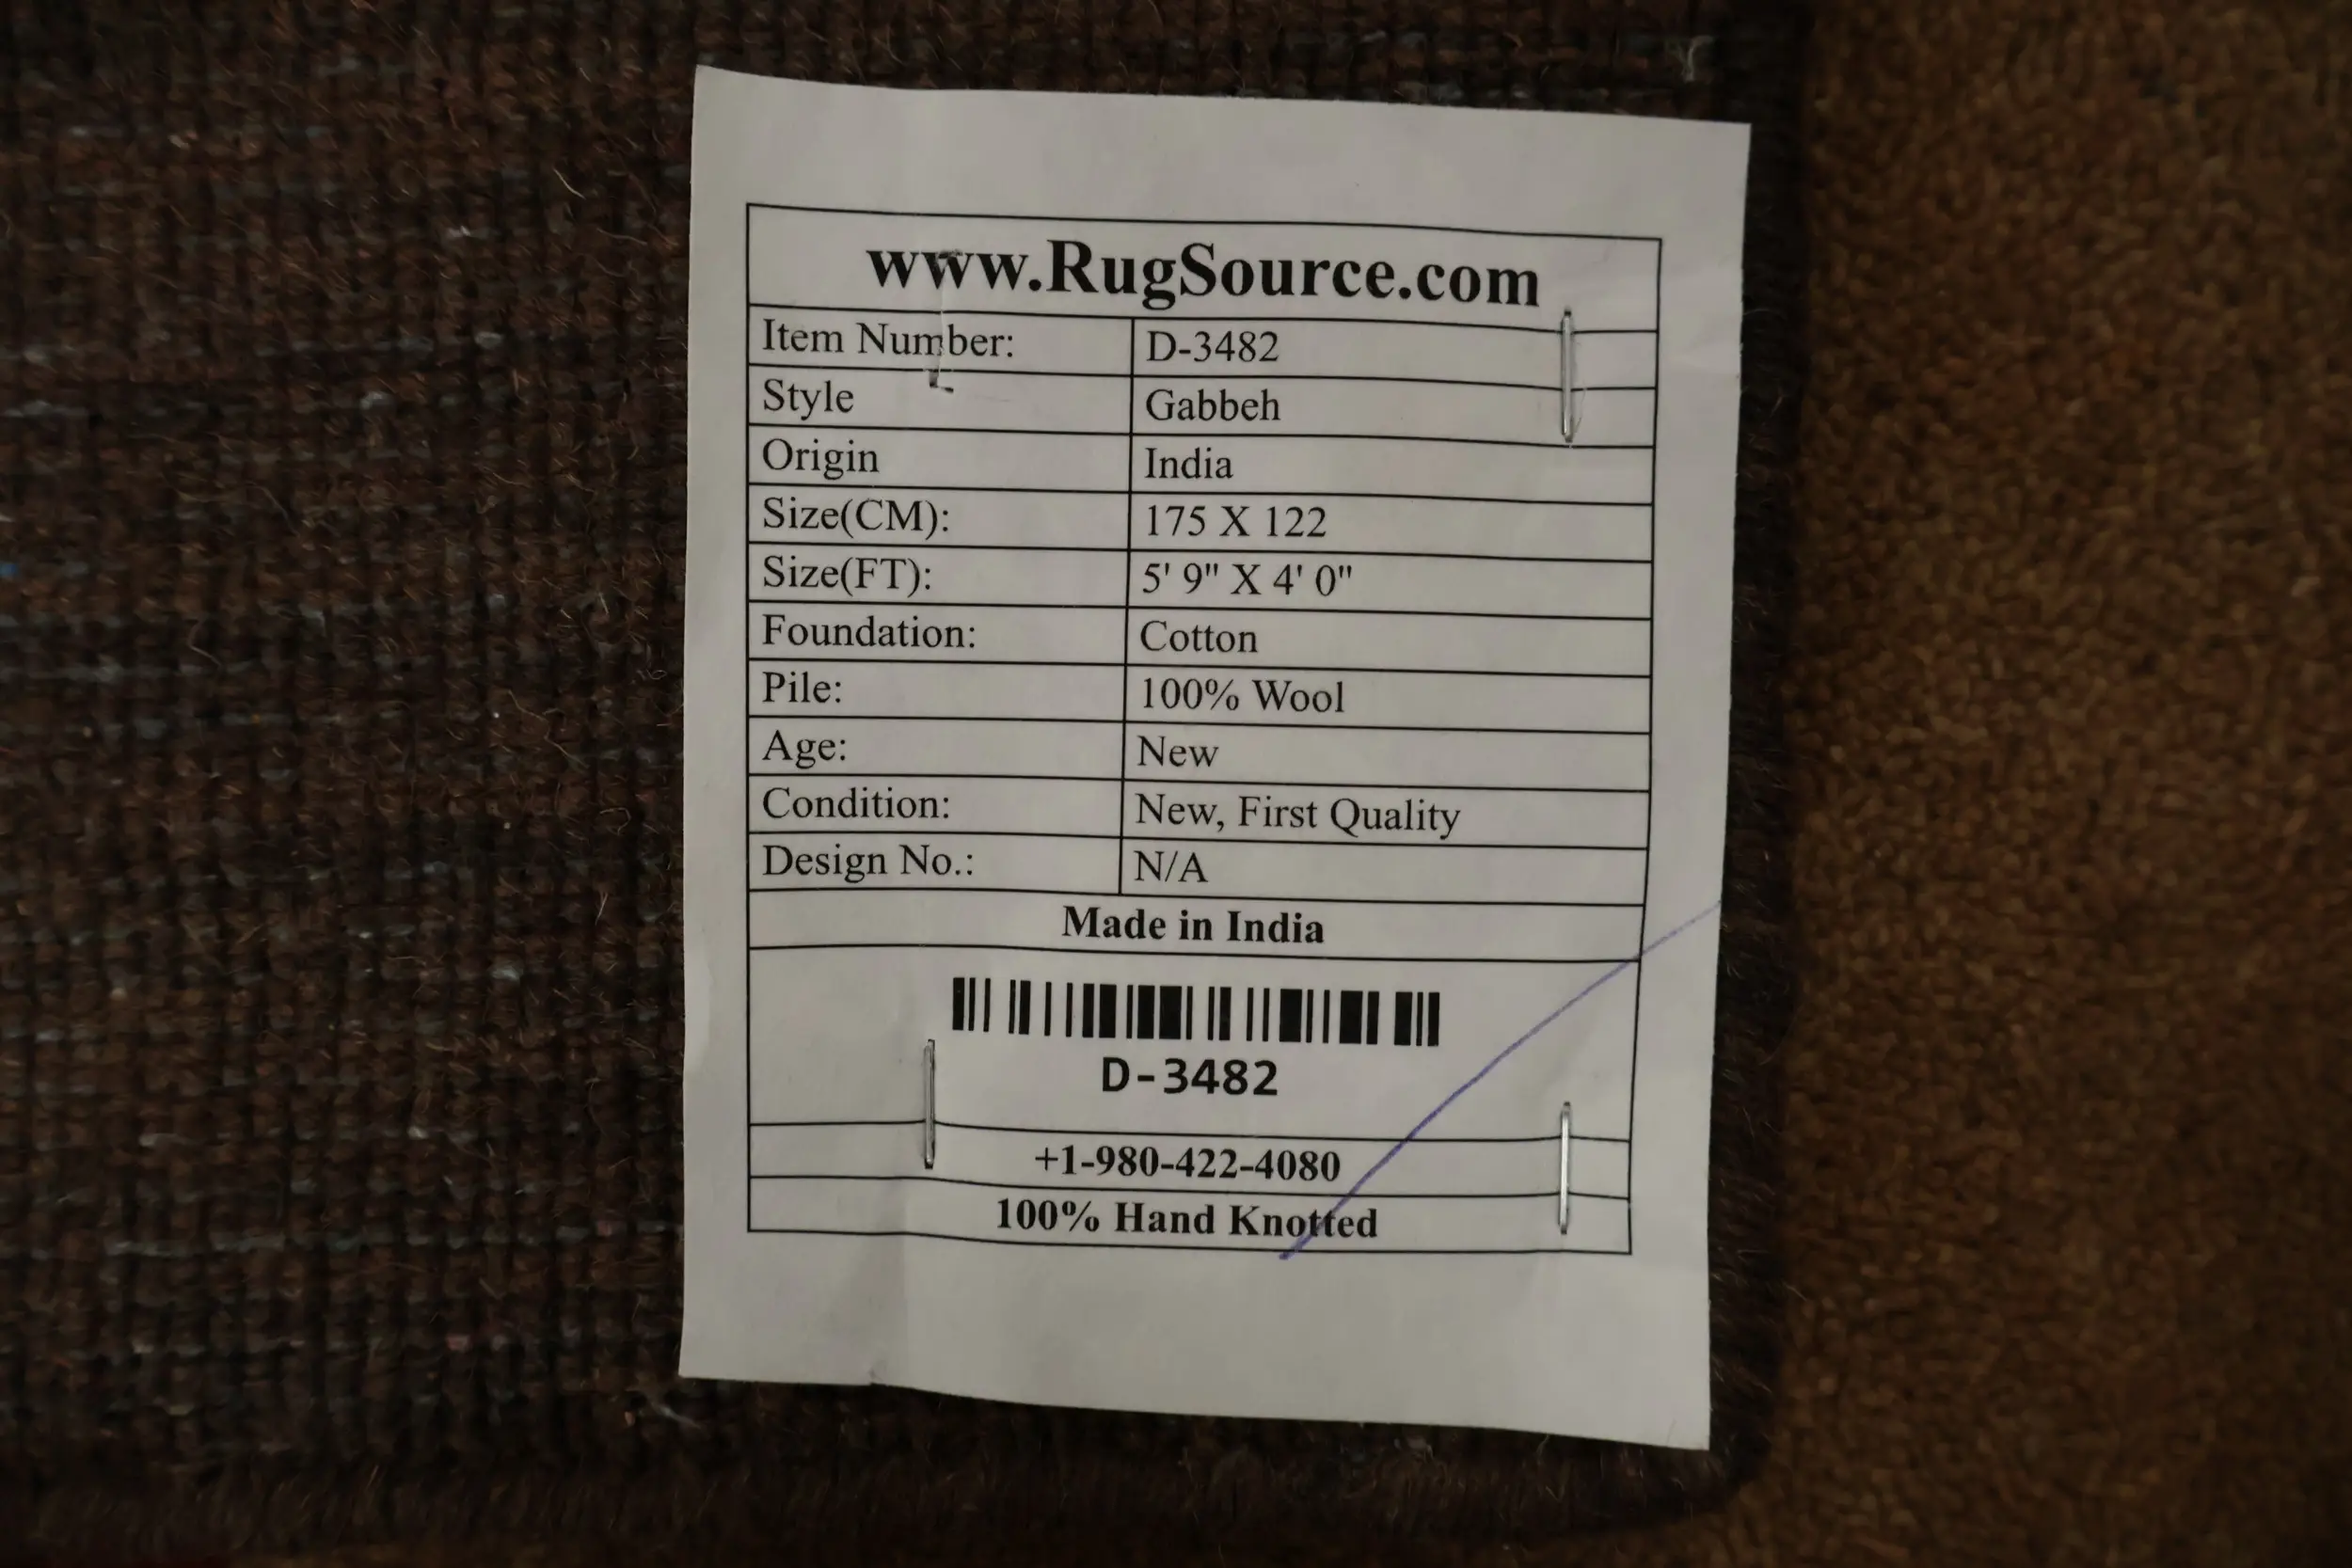 www.RugSource.com
Item Number: D-3482
Style Gabbeh
Origin India
Size(CM): 175 X 122
Size(FT): 5' 9" X 4' 0"
Foundation: Cotton
Pile: 100% Wool
Age: New
Condition: New, First Quality
Design No.: N/A
Made in India
D-3482
+1-980-422-4080
100% Hand Knotted